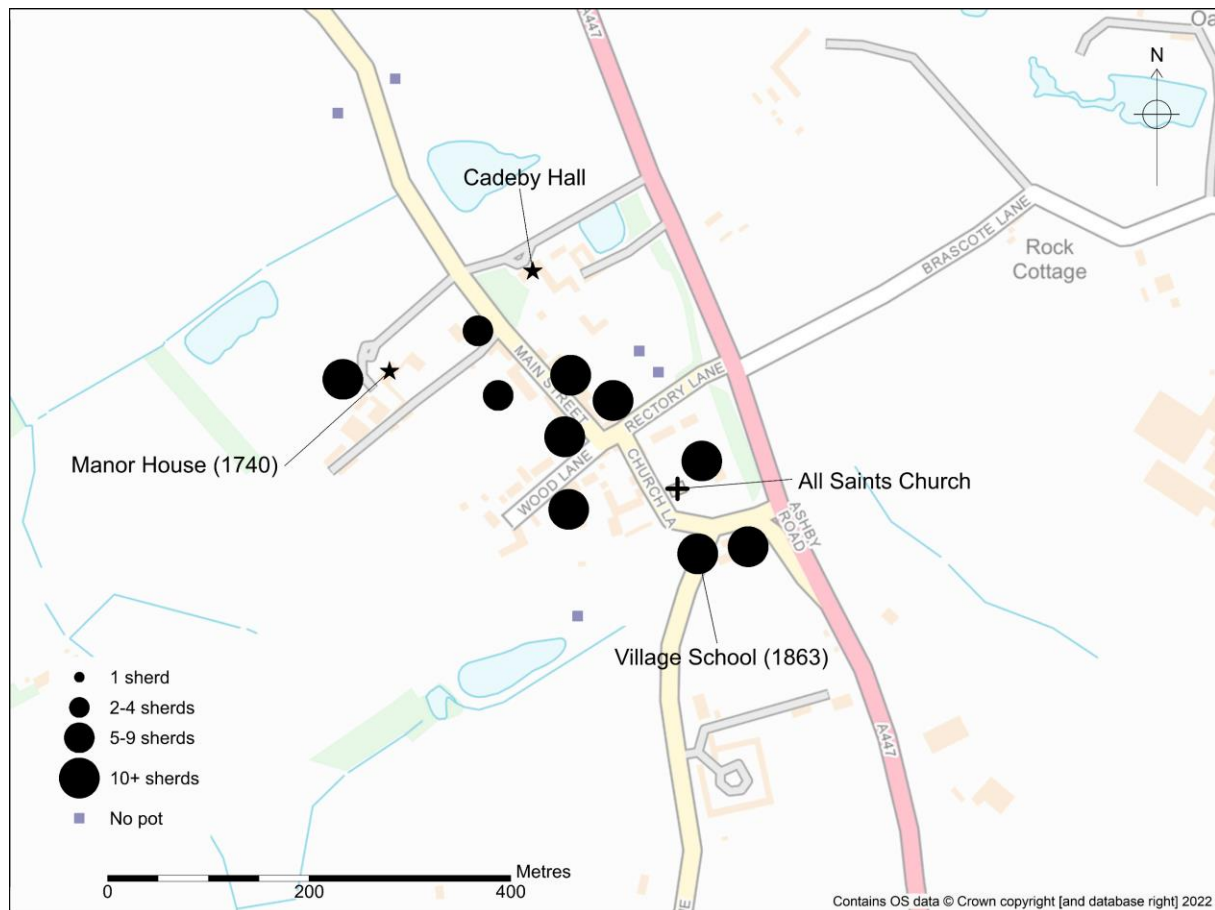 A447
Oa
N
Cadeby Hall
BRASCOTE LANE
Rock
Cottage
MAIN STREET
RECTORY LANE
Manor House (1740)
WOOD LANE
CHURCH LA
All Saints Church
ASHBY
ROAD
Village School (1863)
1 sherd
2-4 sherds
5-9 sherds
10+ sherds
No pot
A447
Metres
0 200 400
VE
Contains OS data © Crown copyright [and database right] 2022